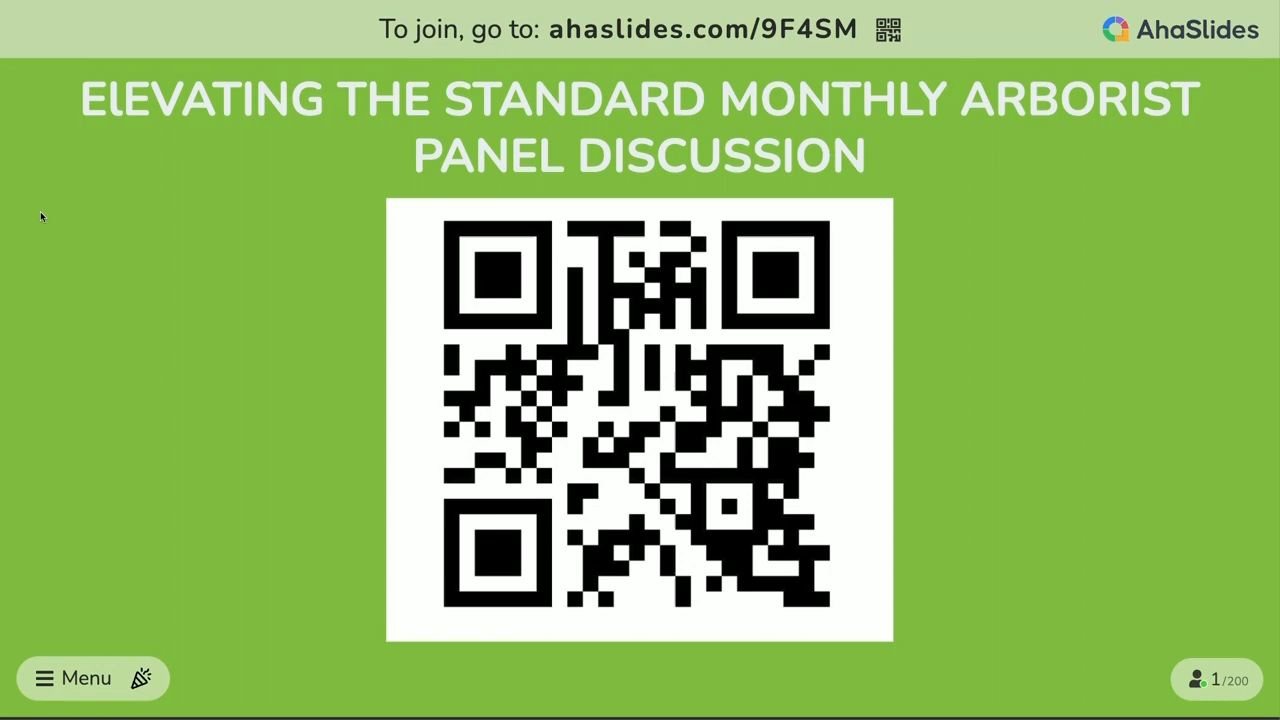 To join, go to: ahaslides.com/9F4SM
AhaSlides
ElEVATING THE STANDARD MONTHLY ARBORIST
PANEL DISCUSSION
Menu
1/200